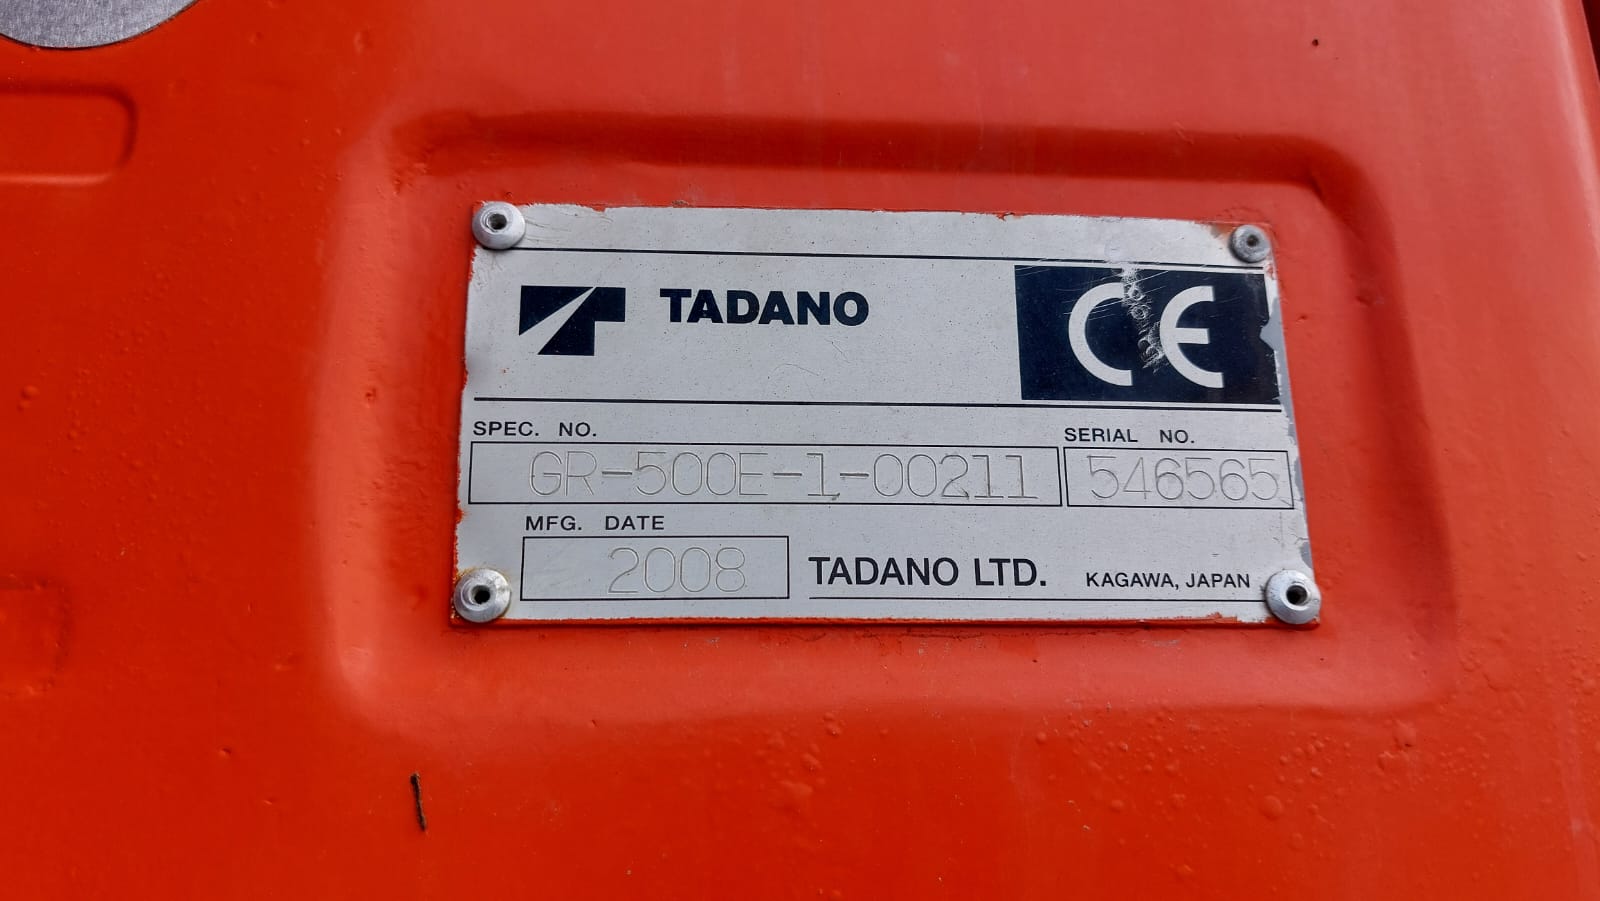 TADANO
CE
SPEC. NO.
SERIAL NO.
GR-500E-1-00211
546565
MFG. DATE
2008
TADANO LTD.
KAGAWA, JAPAN